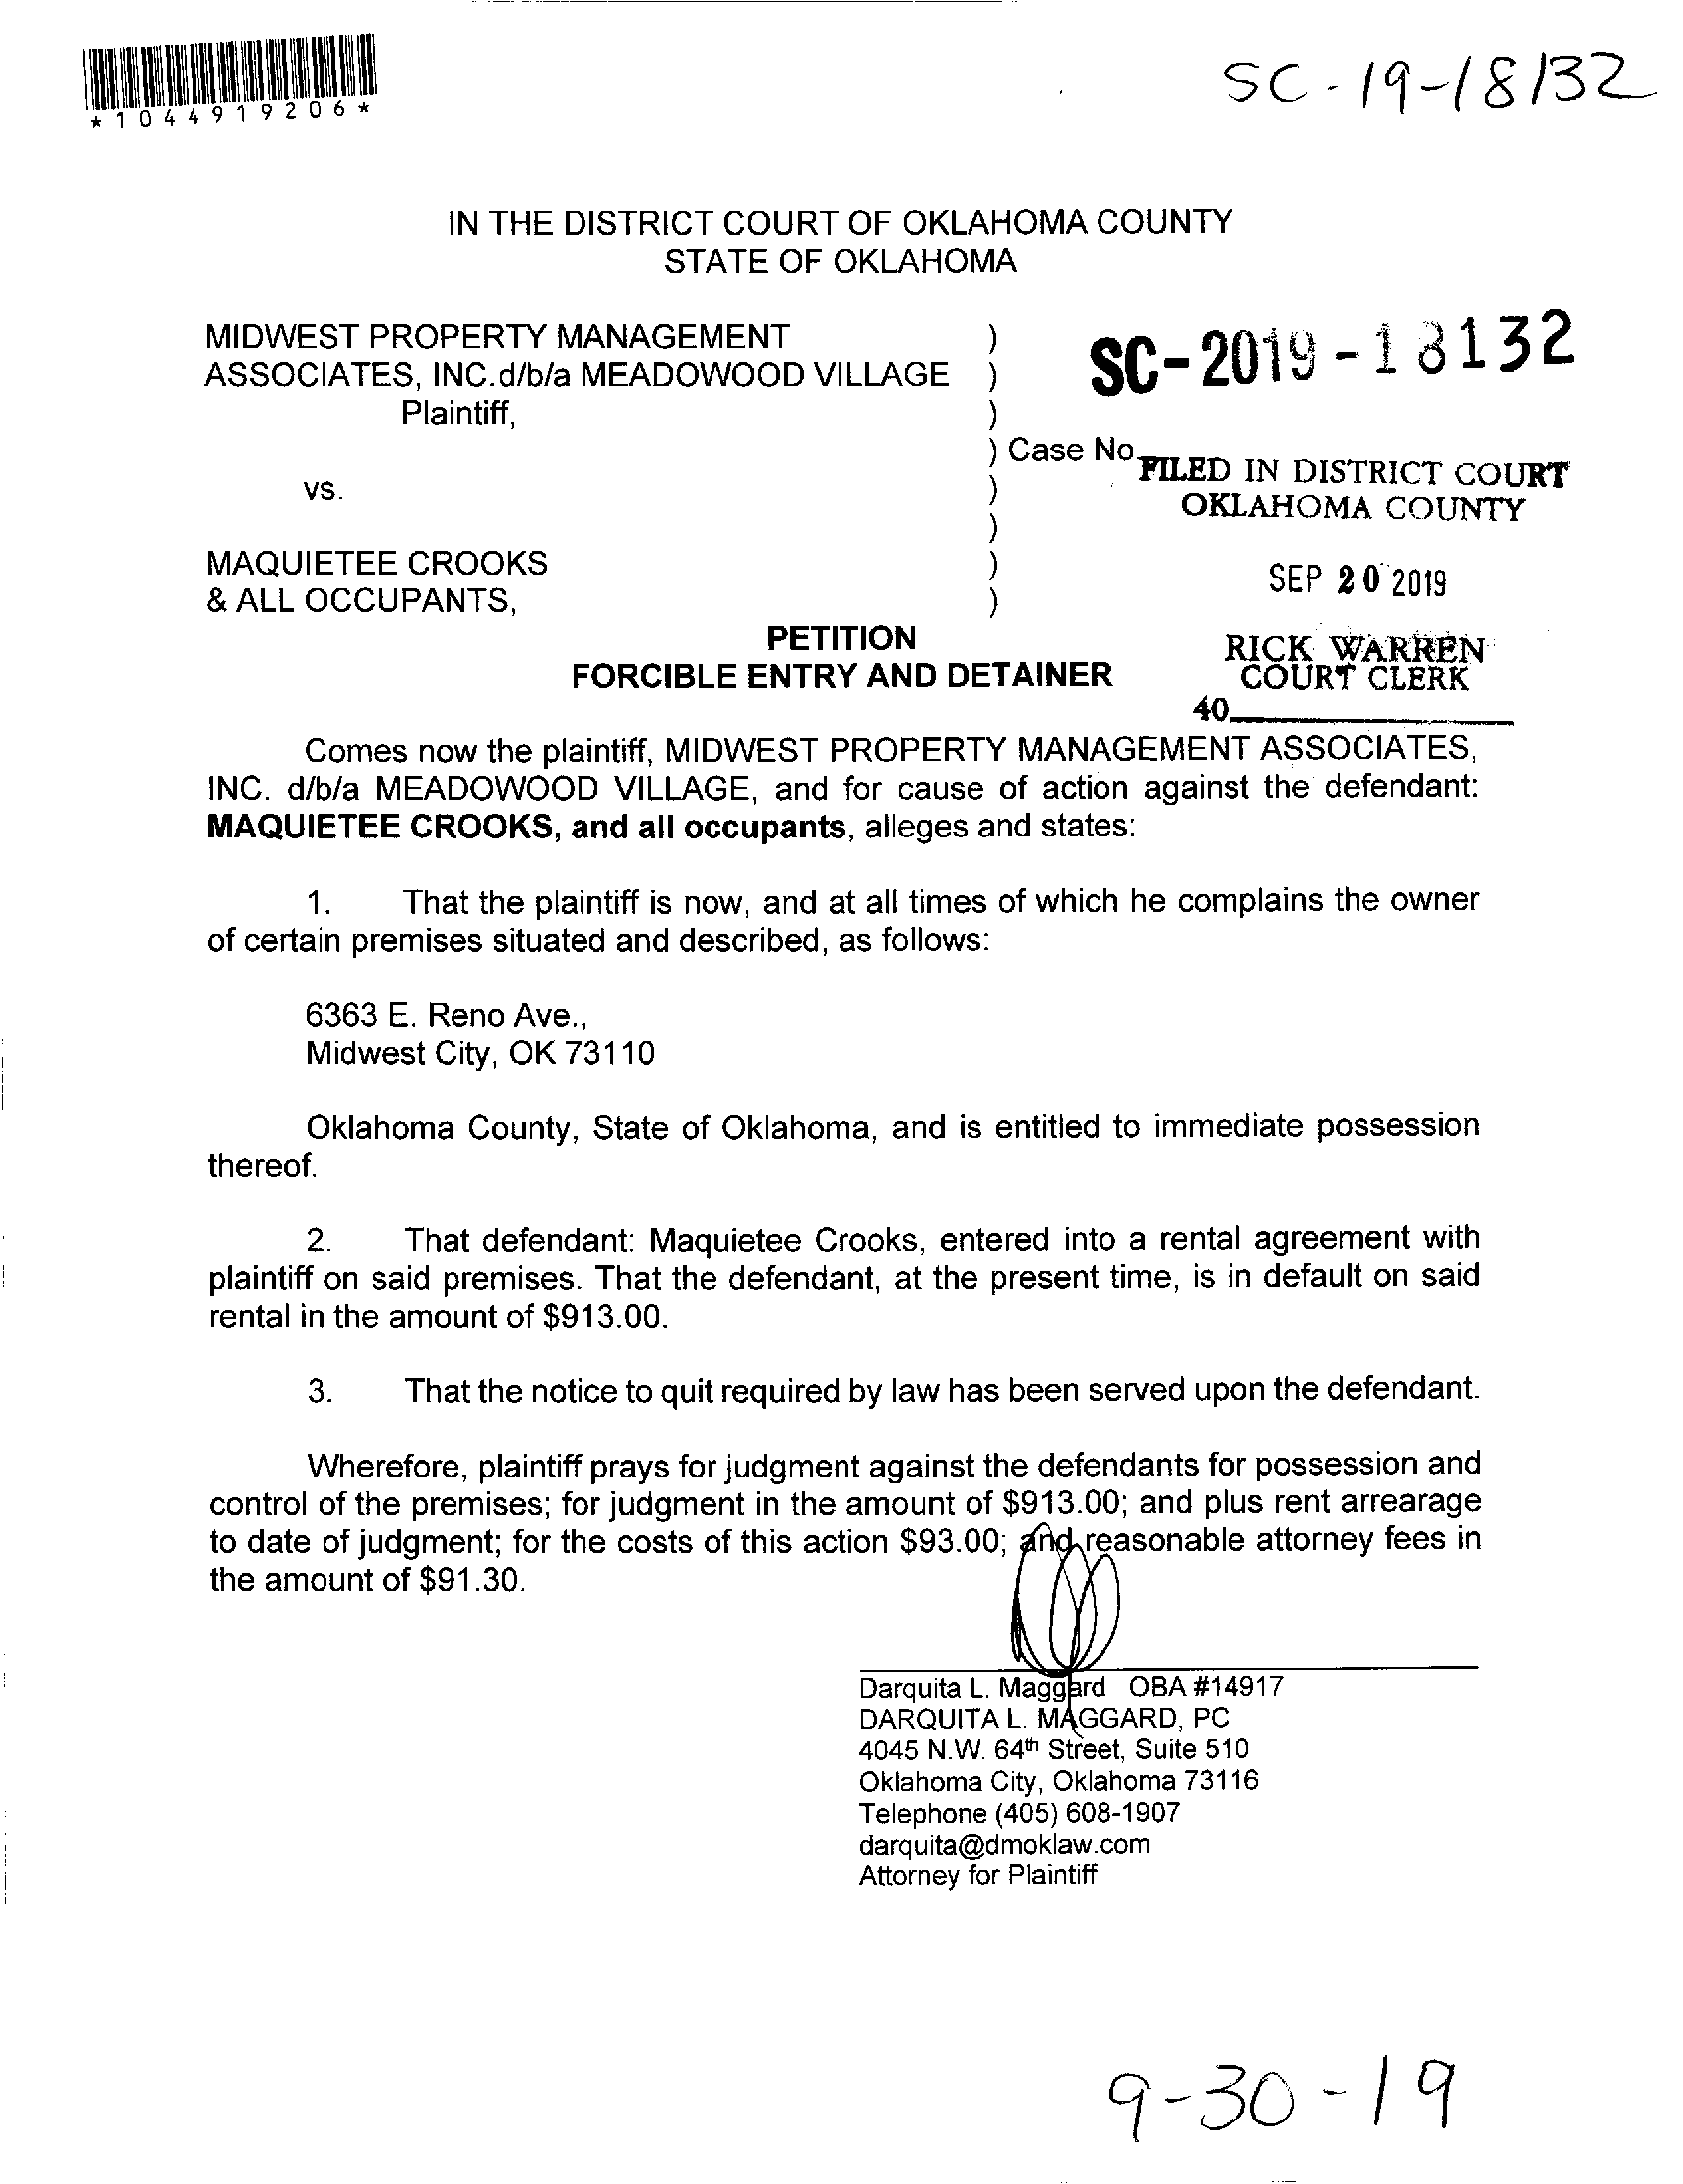 *1044919206*
SC-19-18132
IN THE DISTRICT COURT OF OKLAHOMA COUNTY
STATE OF OKLAHOMA
MIDWEST PROPERTY MANAGEMENT )
ASSOCIATES, INC.d/b/a MEADOWOOD VILLAGE )
SC-2019-18132
Plaintiff, )
) Case No.
FILED IN DISTRICT COURT
vs. )
OKLAHOMA COUNTY
)
MAQUIETEE CROOKS )
SEP 20 2019
& ALL OCCUPANTS, )
PETITION
RICK WARREN
FORCIBLE ENTRY AND DETAINER
COURT CLERK
40
Comes now the plaintiff, MIDWEST PROPERTY MANAGEMENT ASSOCIATES,
INC. d/b/a MEADOWOOD VILLAGE, and for cause of action against the defendant:
MAQUIETEE CROOKS, and all occupants, alleges and states:
1. That the plaintiff is now, and at all times of which he complains the owner
of certain premises situated and described, as follows:
6363 E. Reno Ave.,
Midwest City, OK 73110
Oklahoma County, State of Oklahoma, and is entitled to immediate possession
thereof.
2. That defendant: Maquietee Crooks, entered into a rental agreement with
plaintiff on said premises. That the defendant, at the present time, is in default on said
rental in the amount of $913.00.
3. That the notice to quit required by law has been served upon the defendant.
Wherefore, plaintiff prays for judgment against the defendants for possession and
control of the premises; for judgment in the amount of $913.00; and plus rent arrearage
to date of judgment; for the costs of this action $93.00; and reasonable attorney fees in
the amount of $91.30.
Darquita L. Maggard OBA #14917
DARQUITA L. MAGGARD, PC
4045 N.W. 64th Street, Suite 510
Oklahoma City, Oklahoma 73116
Telephone (405) 608-1907
darquita@dmoklaw.com
Attorney for Plaintiff
9-30-19